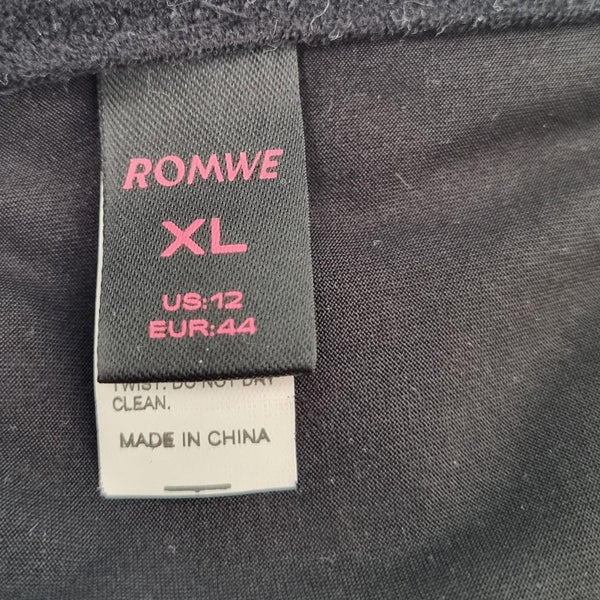 ROMWE
XL
US:12
EUR:44
TWIST. DO NOT DRY
CLEAN.
MADE IN CHINA